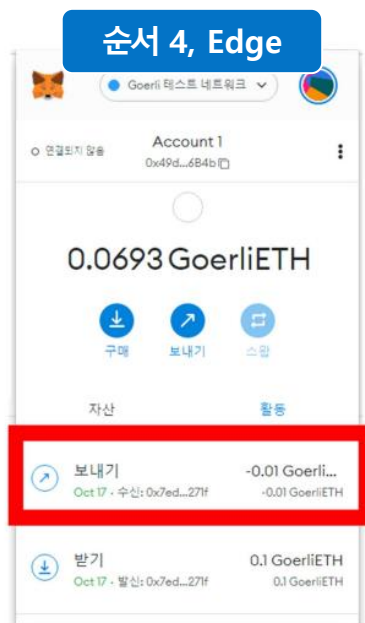 순서 4, Edge
Goerli 테스트 네트워크
연결되지 않음
Account 1
0x49d...6B4b
0.0693 GoerliETH
구매
보내기
스왑
자산
활동
보내기
-0.01 Goerli...
Oct 17 · 수신: 0x7ed...271f
-0.01 GoerliETH
받기
0.1 GoerliETH
Oct 17 · 발신: 0x7ed...271f
0.1 GoerliETH